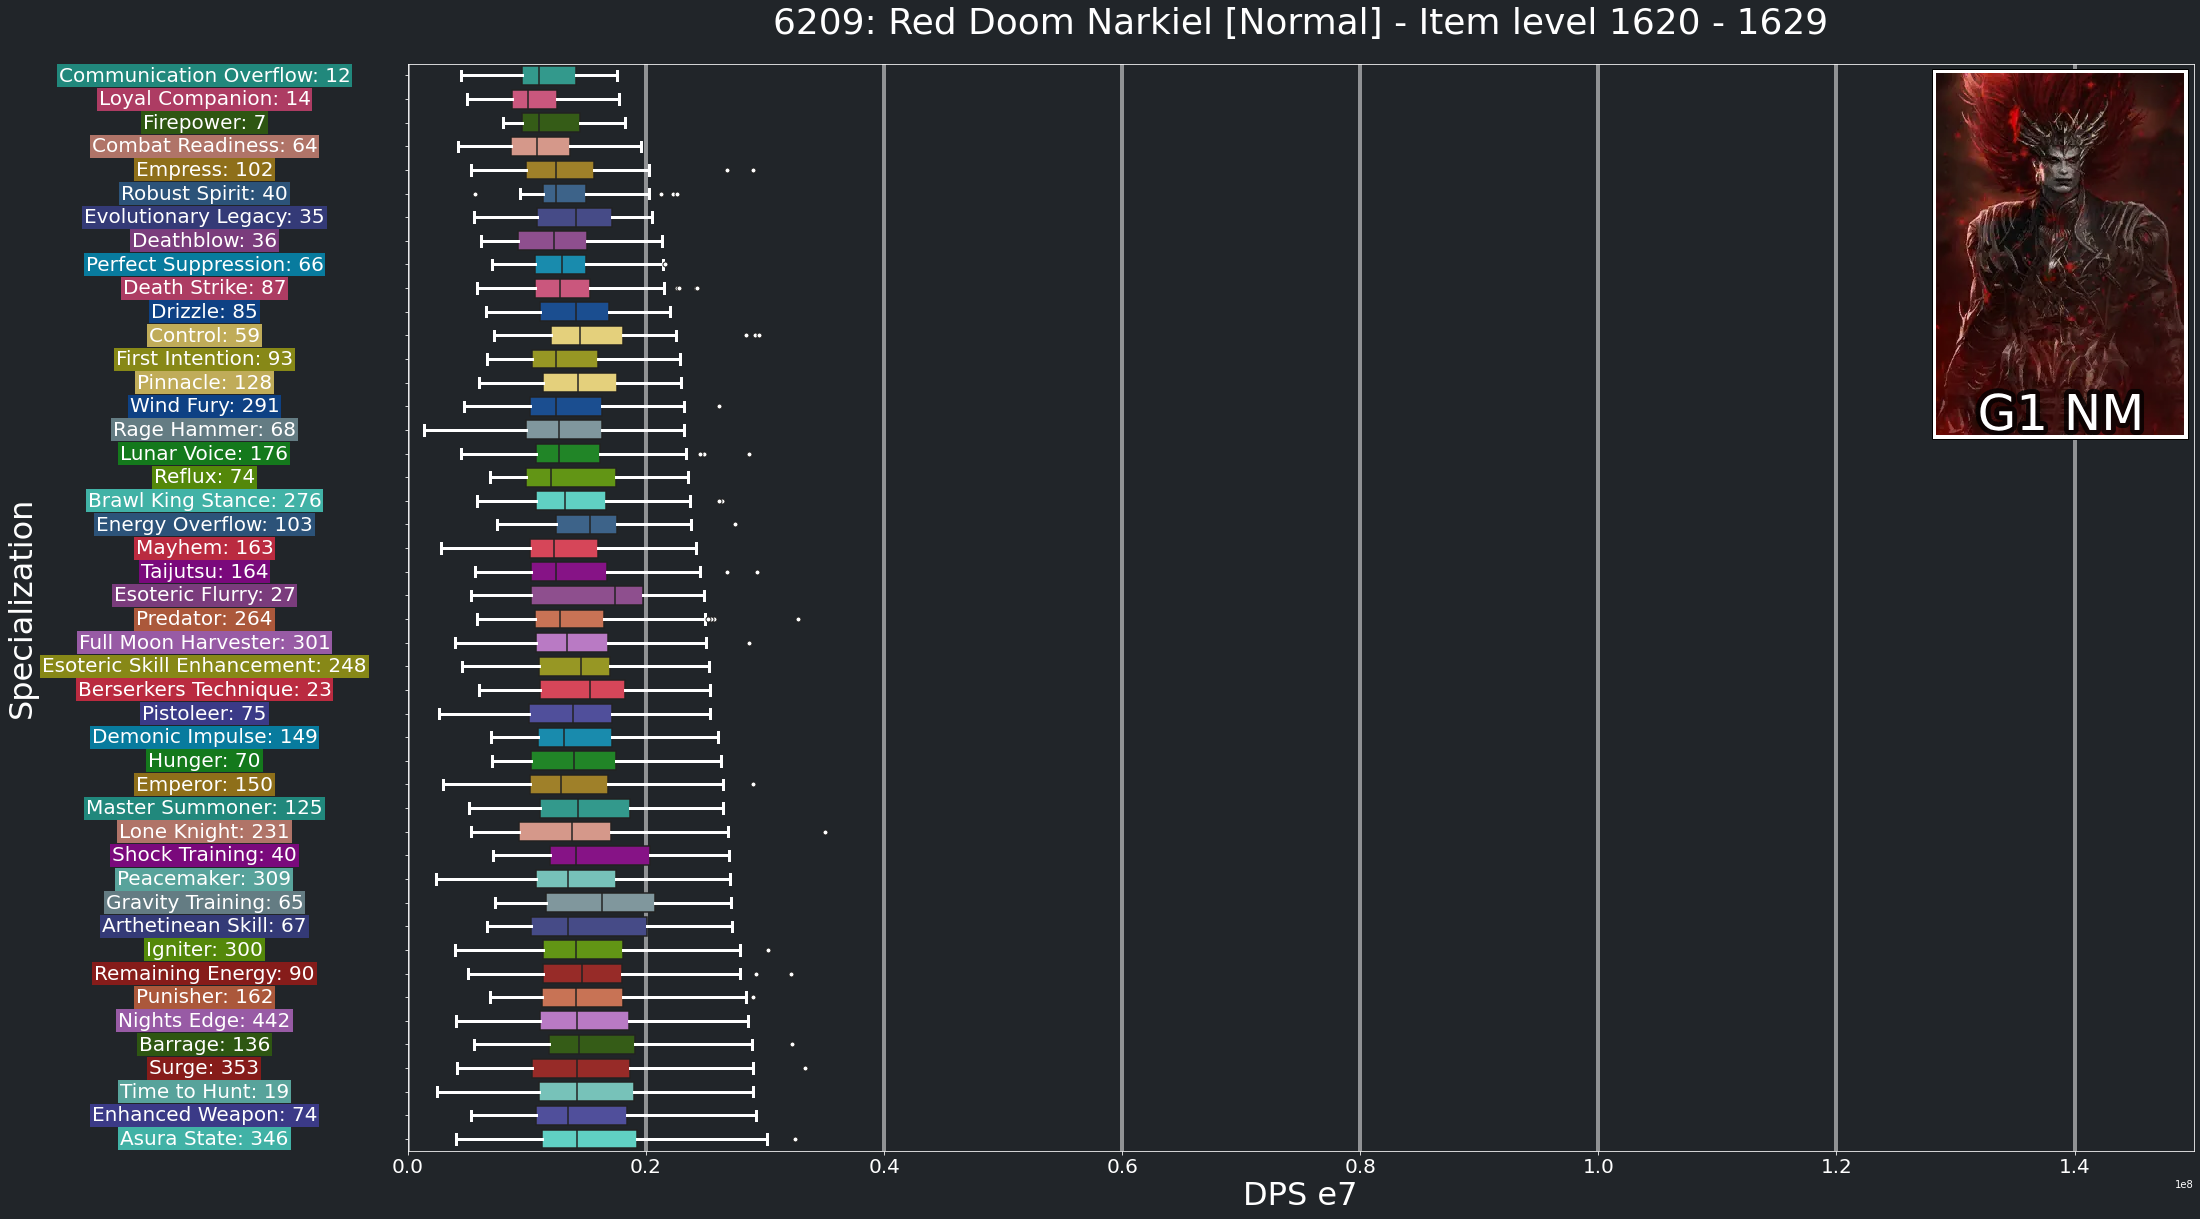 6209: Red Doom Narkiel [Normal] - Item level 1620 - 1629
Communication Overflow: 12
Loyal Companion: 14
Firepower: 7
Combat Readiness: 64
Empress: 102
Robust Spirit: 40
Evolutionary Legacy: 35
Deathblow: 36
Perfect Suppression: 66
Death Strike: 87
Drizzle: 85
Control: 59
First Intention: 93
Pinnacle: 128
Wind Fury: 291
Rage Hammer: 68
Lunar Voice: 176
Reflux: 74
Brawl King Stance: 276
Energy Overflow: 103
Mayhem: 163
Taijutsu: 164
Esoteric Flurry: 27
Predator: 264
Full Moon Harvester: 301
Esoteric Skill Enhancement: 248
Berserkers Technique: 23
Pistoleer: 75
Demonic Impulse: 149
Hunger: 70
Emperor: 150
Master Summoner: 125
Lone Knight: 231
Shock Training: 40
Peacemaker: 309
Gravity Training: 65
Arthetinean Skill: 67
Igniter: 300
Remaining Energy: 90
Punisher: 162
Nights Edge: 442
Barrage: 136
Surge: 353
Time to Hunt: 19
Enhanced Weapon: 74
Asura State: 346
Specialization
G1 NM
0.0 0.2 0.4 0.6 0.8 1.0 1.2 1.4
DPS e7
1e8